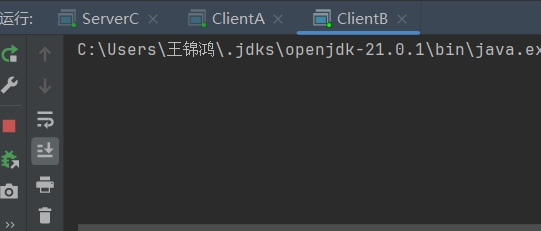 运行: ServerC ClientA ClientB
C:\Users\王锦鸿\.jdks\openjdk-21.0.1\bin\java.ex